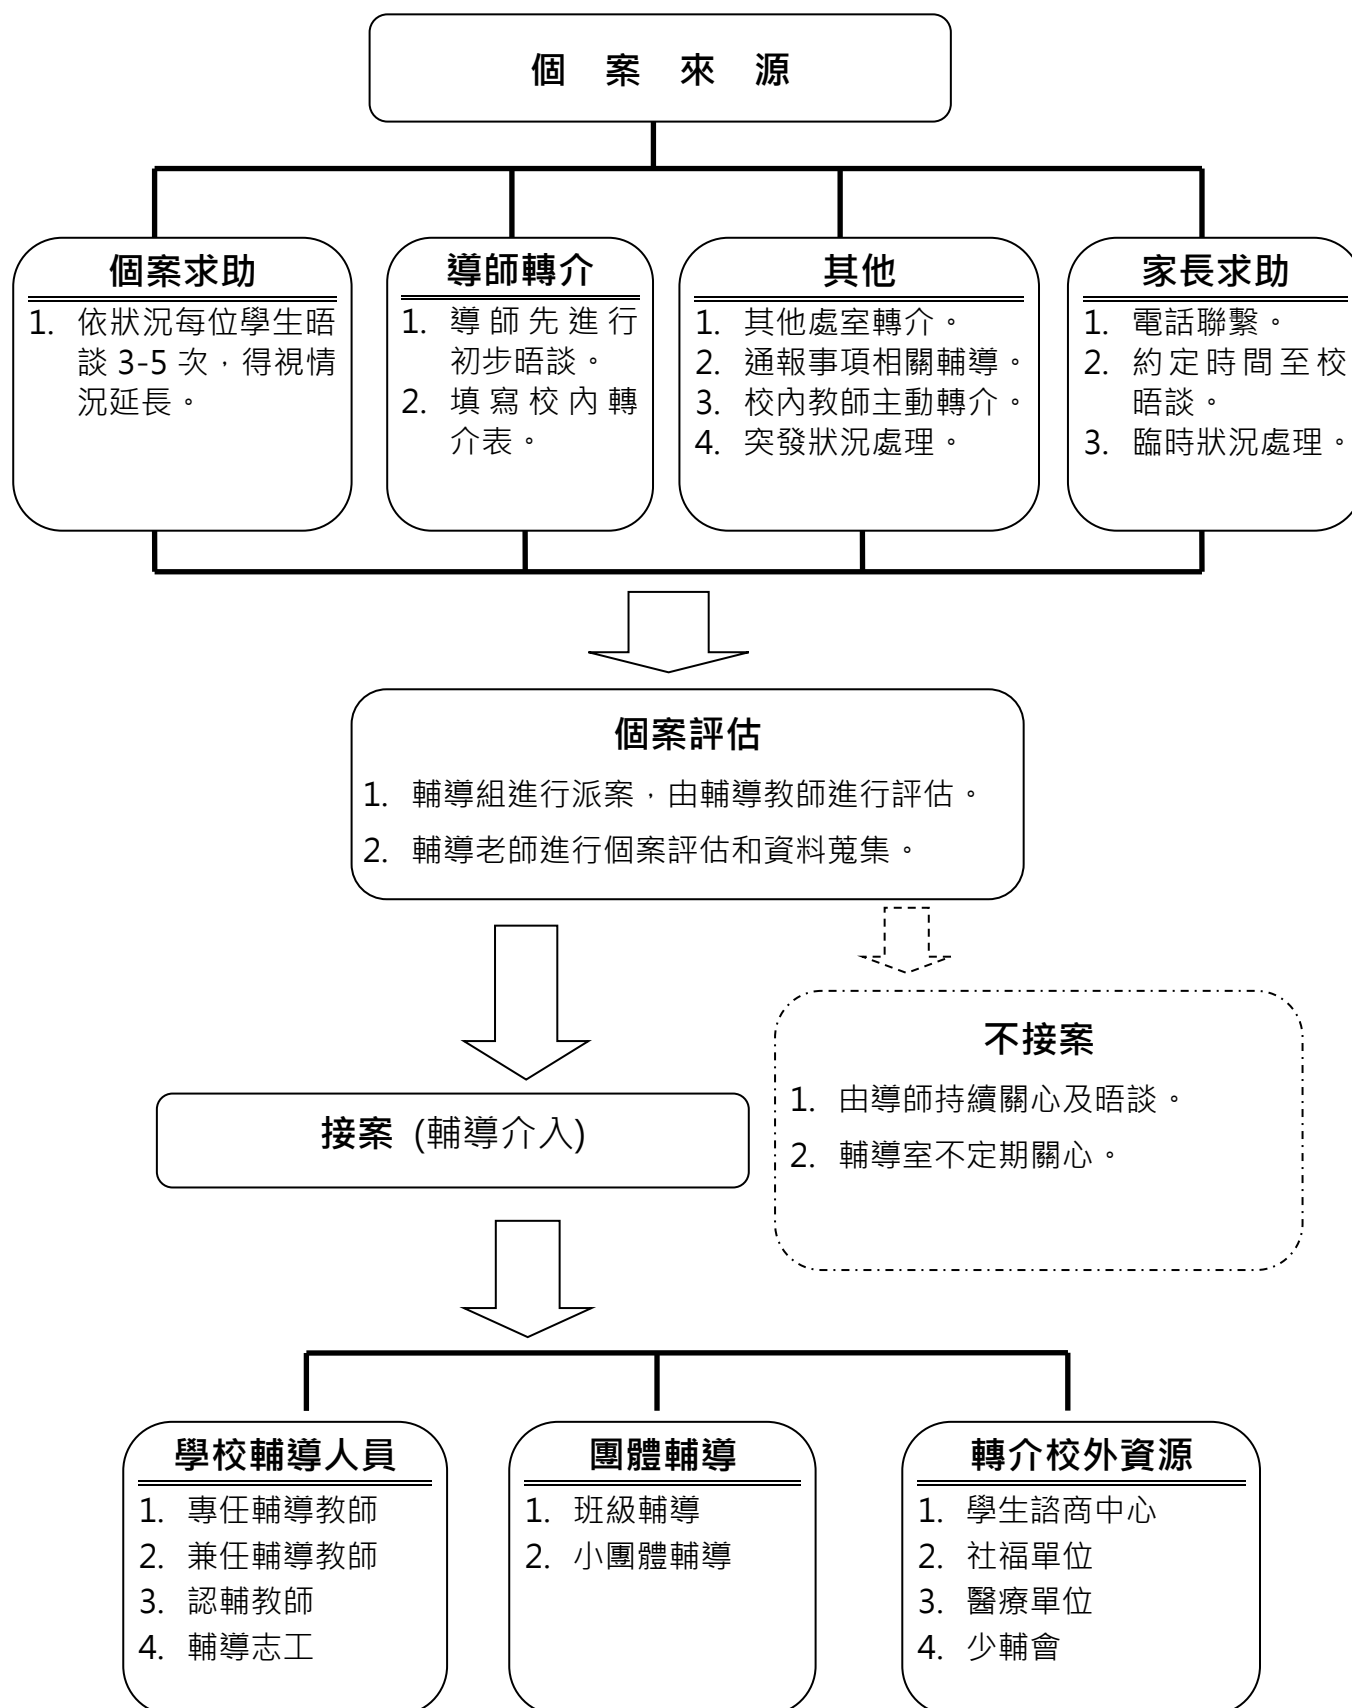 個 案 來 源
個案求助
1. 依狀況每位學生晤
談 3-5 次，得視情
況延長。
導師轉介
1. 導師先進行
初步晤談。
2. 填寫校內轉
介表。
其他
1. 其他處室轉介。
2. 通報事項相關輔導。
3. 校內教師主動轉介。
4. 突發狀況處理。
家長求助
1. 電話聯繫。
2. 約定時間至校
晤談。
3. 臨時狀況處理。
個案評估
1. 輔導組進行派案，由輔導教師進行評估。
2. 輔導老師進行個案評估和資料蒐集。
不接案
1. 由導師持續關心及晤談。
2. 輔導室不定期關心。
接案 (輔導介入)
學校輔導人員
1. 專任輔導教師
2. 兼任輔導教師
3. 認輔教師
4. 輔導志工
團體輔導
1. 班級輔導
2. 小團體輔導
轉介校外資源
1. 學生諮商中心
2. 社福單位
3. 醫療單位
4. 少輔會